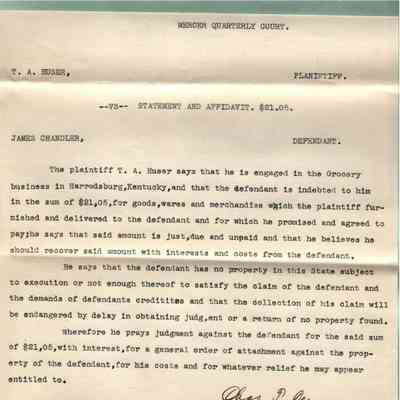 MERCER QUARTERLY COURT.
T. A. HUSER, PLAINTIFF.
--VS-- STATEMENT AND AFFIDAVIT. $21.05.
JAMES CHANDLER, DEFENDANT.
The plaintiff T. A. Huser says that he is engaged in the Grocery
business in Harrodsburg,Kentucky,and that the defendant is indebted to him
in the sum of $21,05,for goods,wares and merchandise which the plaintiff fur-
nished and delivered to the defendant and for which he promised and agreed to
pay;hs says that said amount is just,due and unpaid and that he believes he
should recover said amount with interests and costs from the defendant.
He says that the defendant has no property in this State subject
to execution or not enough thereof to satisfy the claim of the defendant and
the demands of defendants and that the collection of his claim will
be endangered by delay in obtaining judg,ent or a return of no property found.
Wherefore he prays judgment against the defendant for the said sum
of $21,05,with interest,for a general order of attachment against the prop-
erty of the defendant,for his costs and for whatever relief he may appear
entitled to.
Chas